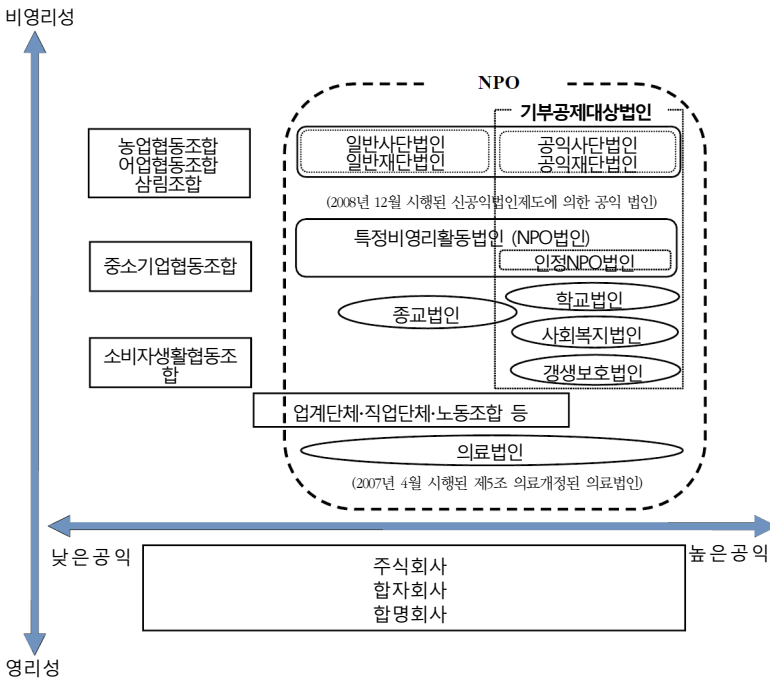 비영리성
NPO
기부공제대상법인
농업협동조합
어업협동조합
삼림조합
일반사단법인
일반재단법인
공익사단법인
공익재단법인
(2008년 12월 시행된 신공익법인제도에 의한 공익 법인)
중소기업협동조합
특정비영리활동법인 (NPO법인)
인정NPO법인
학교법인
종교법인
사회복지법인
소비자생활협동조
합
갱생보호법인
업계단체·직업단체·노동조합 등
의료법인
(2007년 4월 시행된 제5조 의료개정된 의료법인)
낮은공익
높은공익
주식회사
합자회사
합명회사
영리성